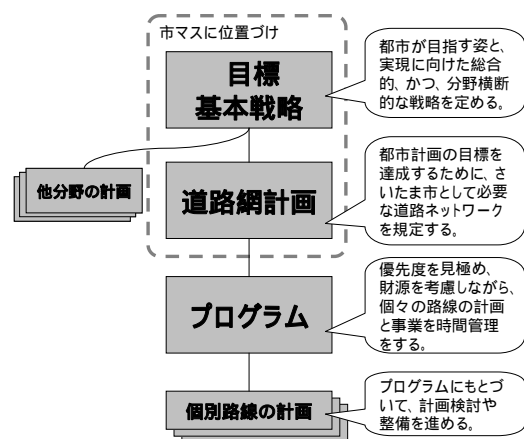 市マスに位置づけ
目標
基本戦略
都市が目指す姿と、
実現に向けた総合
的、かつ、分野横断
的な戦略を定める。
他分野の計画
道路網計画
都市計画の目標を
達成するために、さ
いたま市として必要
な道路ネットワーク
を規定する。
プログラム
優先度を見極め、
財源を考慮しながら、
個々の路線の計画
と事業を時間管理
をする。
個別路線の計画
プログラムにもとづ
いて、計画検討や
整備を進める。